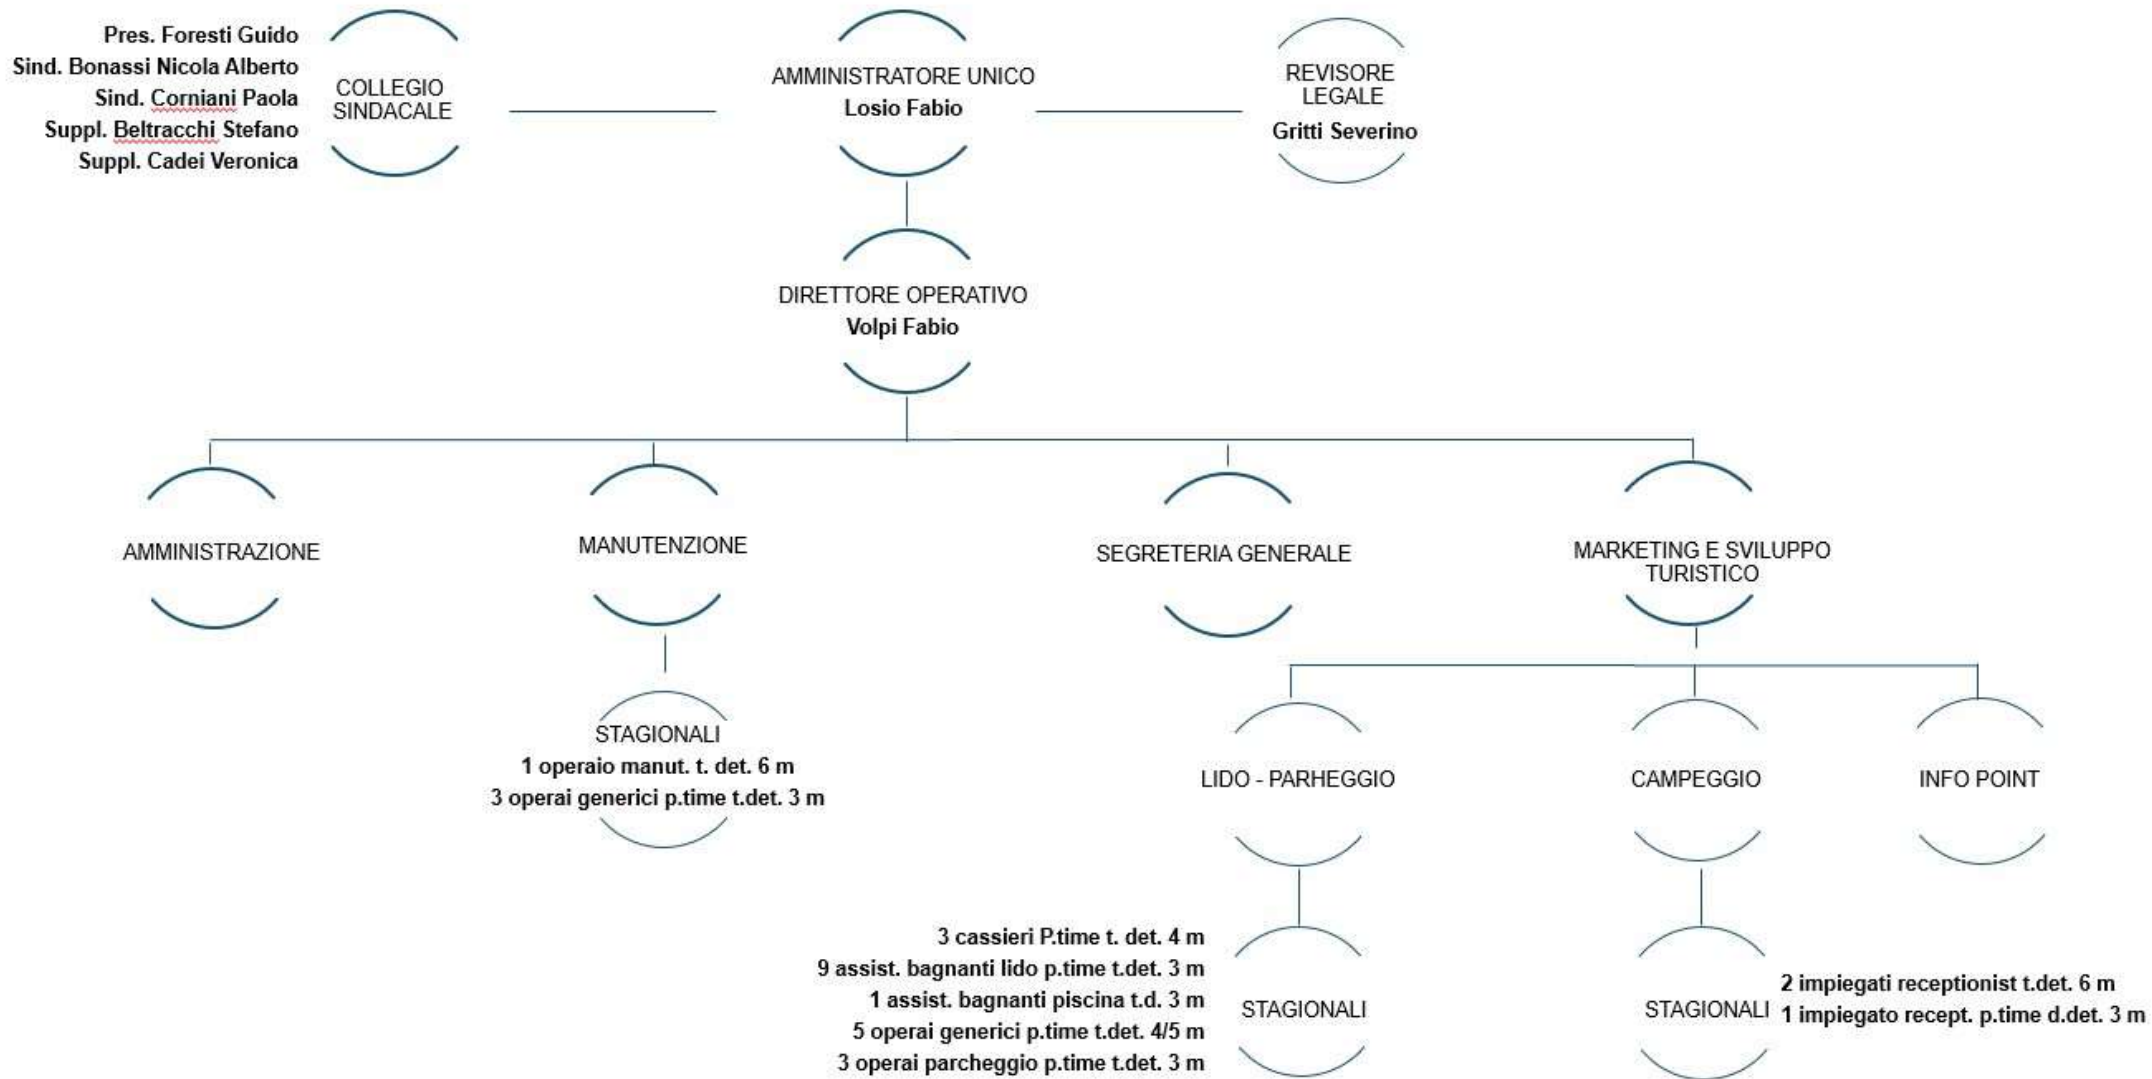 Pres. Foresti Guido
Sind. Bonassi Nicola Alberto
Sind. Corniani Paola
Suppl. Beltracchi Stefano
Suppl. Cadei Veronica
COLLEGIO
SINDACALE
AMMINISTRATORE UNICO
Losio Fabio
REVISORE
LEGALE
Gritti Severino
DIRETTORE OPERATIVO
Volpi Fabio
AMMINISTRAZIONE
MANUTENZIONE
SEGRETERIA GENERALE
MARKETING E SVILUPPO
TURISTICO
STAGIONALI
1 operaio manut. t. det. 6 m
3 operai generici p.time t.det. 3 m
LIDO - PARHEGGIO
CAMPEGGIO
INFO POINT
3 cassieri P.time t. det. 4 m
9 assist. bagnanti lido p.time t.det. 3 m
1 assist. bagnanti piscina t.d. 3 m
5 operai generici p.time t.det. 4/5 m
3 operai parcheggio p.time t.det. 3 m
STAGIONALI
STAGIONALI
2 impiegati receptionist t.det. 6 m
1 impiegato recept. p.time d.det. 3 m